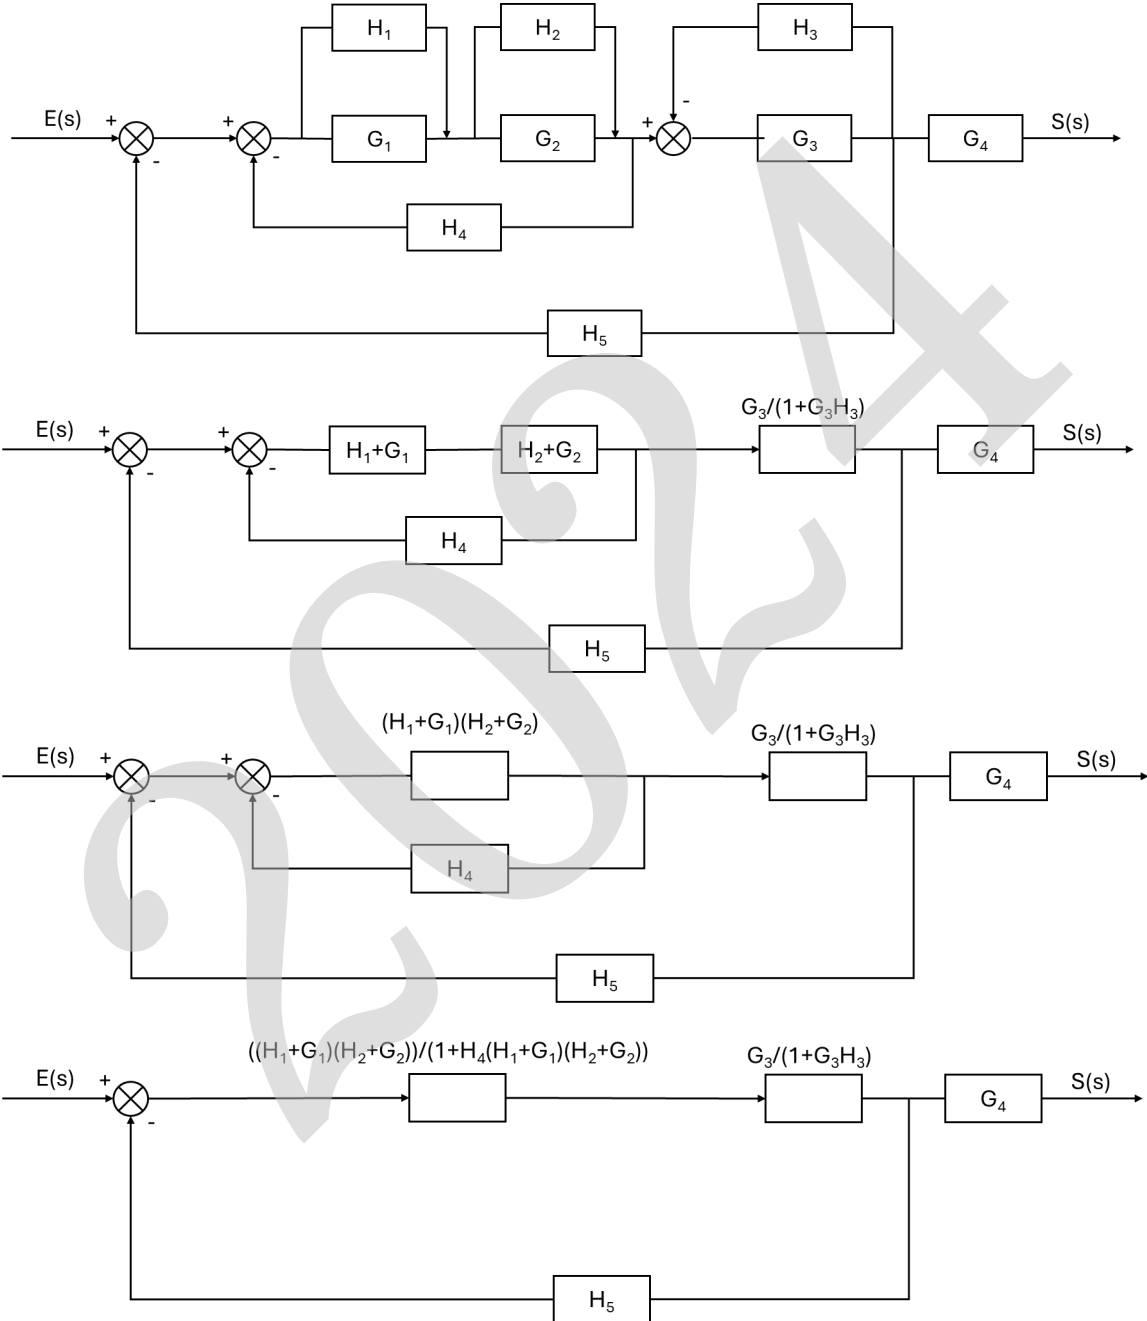 H₁ H₂ H₃
E(s) + - + - G₁ G₂ + - G₃ G₄ S(s)
H₄
H₅
G₃/(1+G₃H₃)
E(s) + - + - H₁+G₁ H₂+G₂ G₄ S(s)
H₄
H₅
(H₁+G₁)(H₂+G₂) G₃/(1+G₃H₃)
E(s) + - + - G₄ S(s)
H₄
H₅
((H₁+G₁)(H₂+G₂))/(1+H₄(H₁+G₁)(H₂+G₂)) G₃/(1+G₃H₃)
E(s) + - G₄ S(s)
H₅
2024